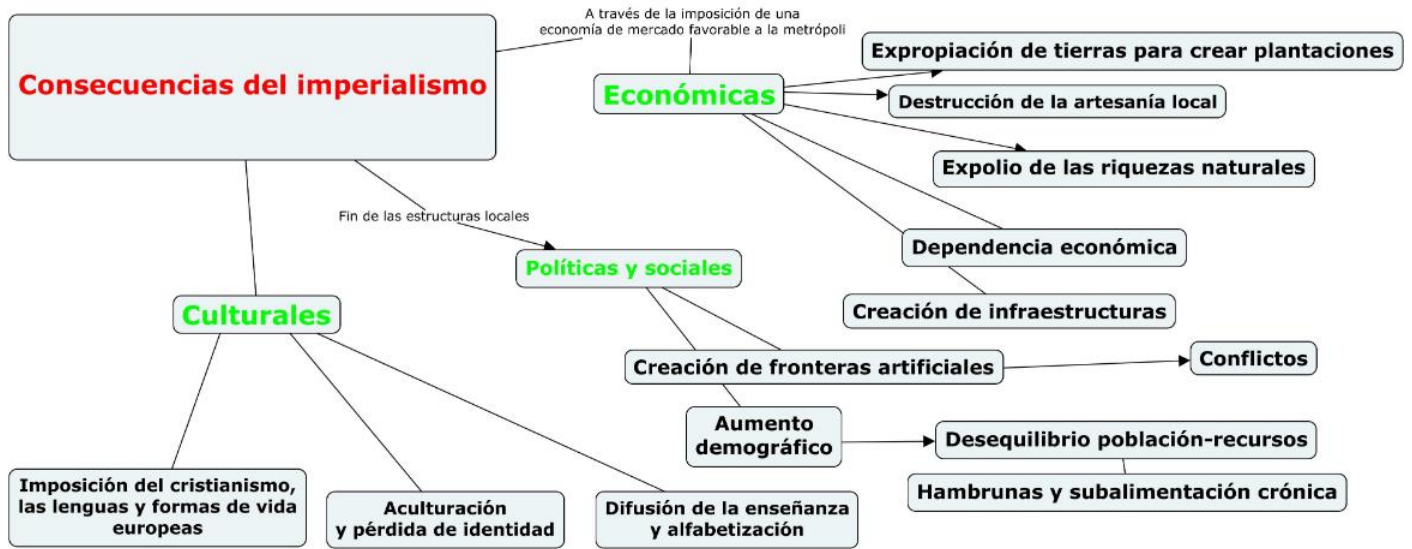 Consecuencias del imperialismo
A través de la imposición de una
economía de mercado favorable a la metrópoli
Económicas
Expropiación de tierras para crear plantaciones
Destrucción de la artesanía local
Expolio de las riquezas naturales
Dependencia económica
Creación de infraestructuras
Fin de las estructuras locales
Políticas y sociales
Creación de fronteras artificiales
Conflictos
Aumento
demográfico
Desequilibrio población-recursos
Hambrunas y subalimentación crónica
Culturales
Imposición del cristianismo,
las lenguas y formas de vida
europeas
Aculturación
y pérdida de identidad
Difusión de la enseñanza
y alfabetización